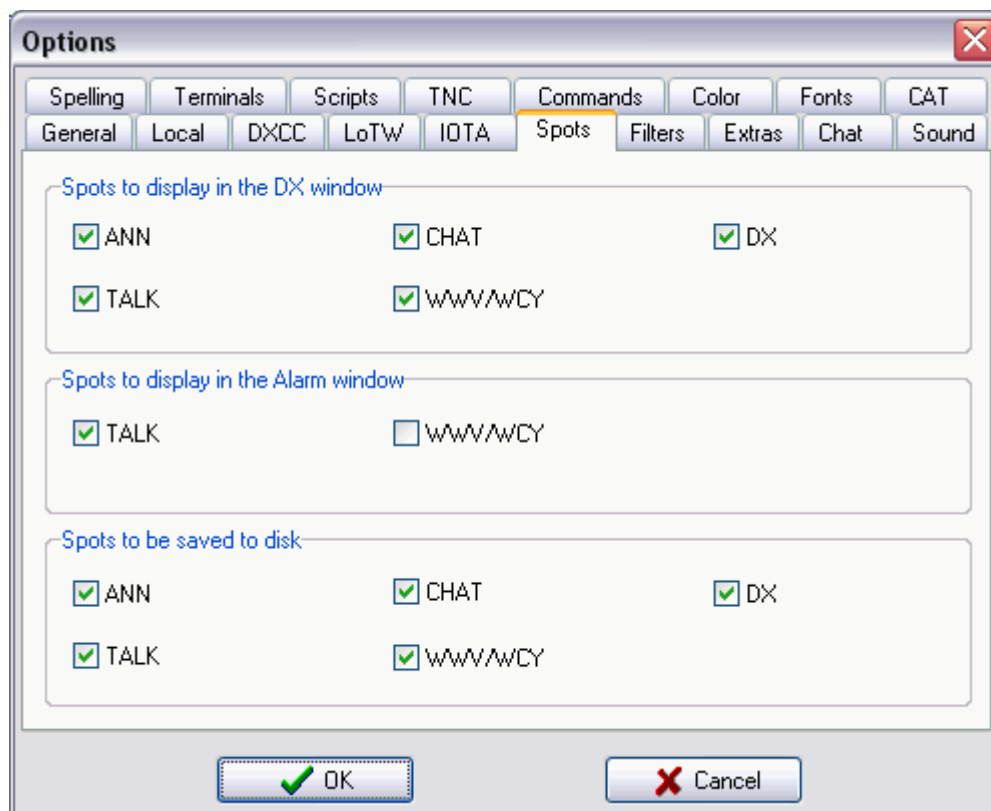 Options
Spelling Terminals Scripts TNC Commands Color Fonts CAT
General Local DXCC LoTW IOTA Spots Filters Extras Chat Sound
Spots to display in the DX window
ANN CHAT DX
TALK WWV/WCY
Spots to display in the Alarm window
TALK WWV/WCY
Spots to be saved to disk
ANN CHAT DX
TALK WWV/WCY
OK Cancel